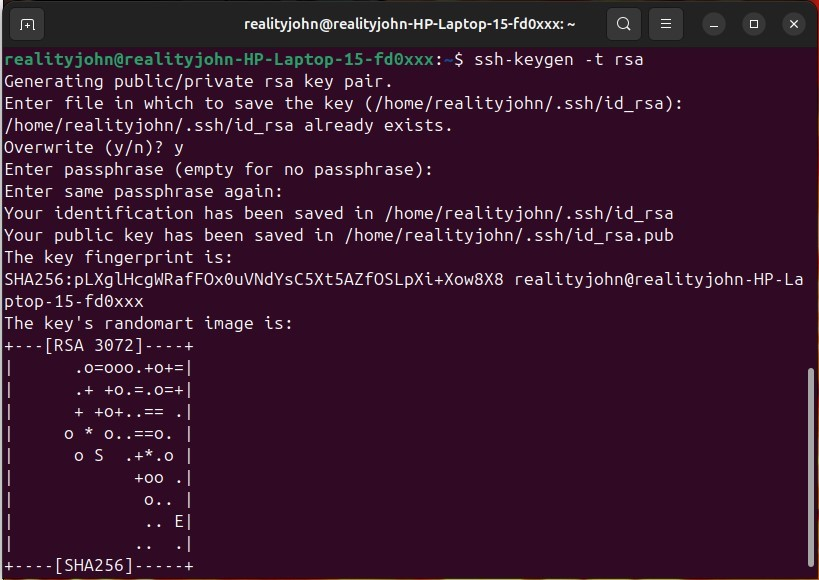 realityjohn@realityjohn-HP-Laptop-15-fd0xxx: ~
realityjohn@realityjohn-HP-Laptop-15-fd0xxx:~$ ssh-keygen -t rsa
Generating public/private rsa key pair.
Enter file in which to save the key (/home/realityjohn/.ssh/id_rsa):
/home/realityjohn/.ssh/id_rsa already exists.
Overwrite (y/n)? y
Enter passphrase (empty for no passphrase):
Enter same passphrase again:
Your identification has been saved in /home/realityjohn/.ssh/id_rsa
Your public key has been saved in /home/realityjohn/.ssh/id_rsa.pub
The key fingerprint is:
SHA256:pLXglHcgWRafFOx0uVNdYsC5Xt5AZfOSLpXi+Xow8X8 realityjohn@realityjohn-HP-La
ptop-15-fd0xxx
The key's randomart image is:
+---[RSA 3072]----+
|      .o=ooo.+o+=|
|      .+ +o.=.o=+|
|      + +o+..== .|
|     o * o..==o. |
|      o S  .+*.o |
|            +oo .|
|             o.. |
|             .. E|
|            ..  .|
+----[SHA256]-----+